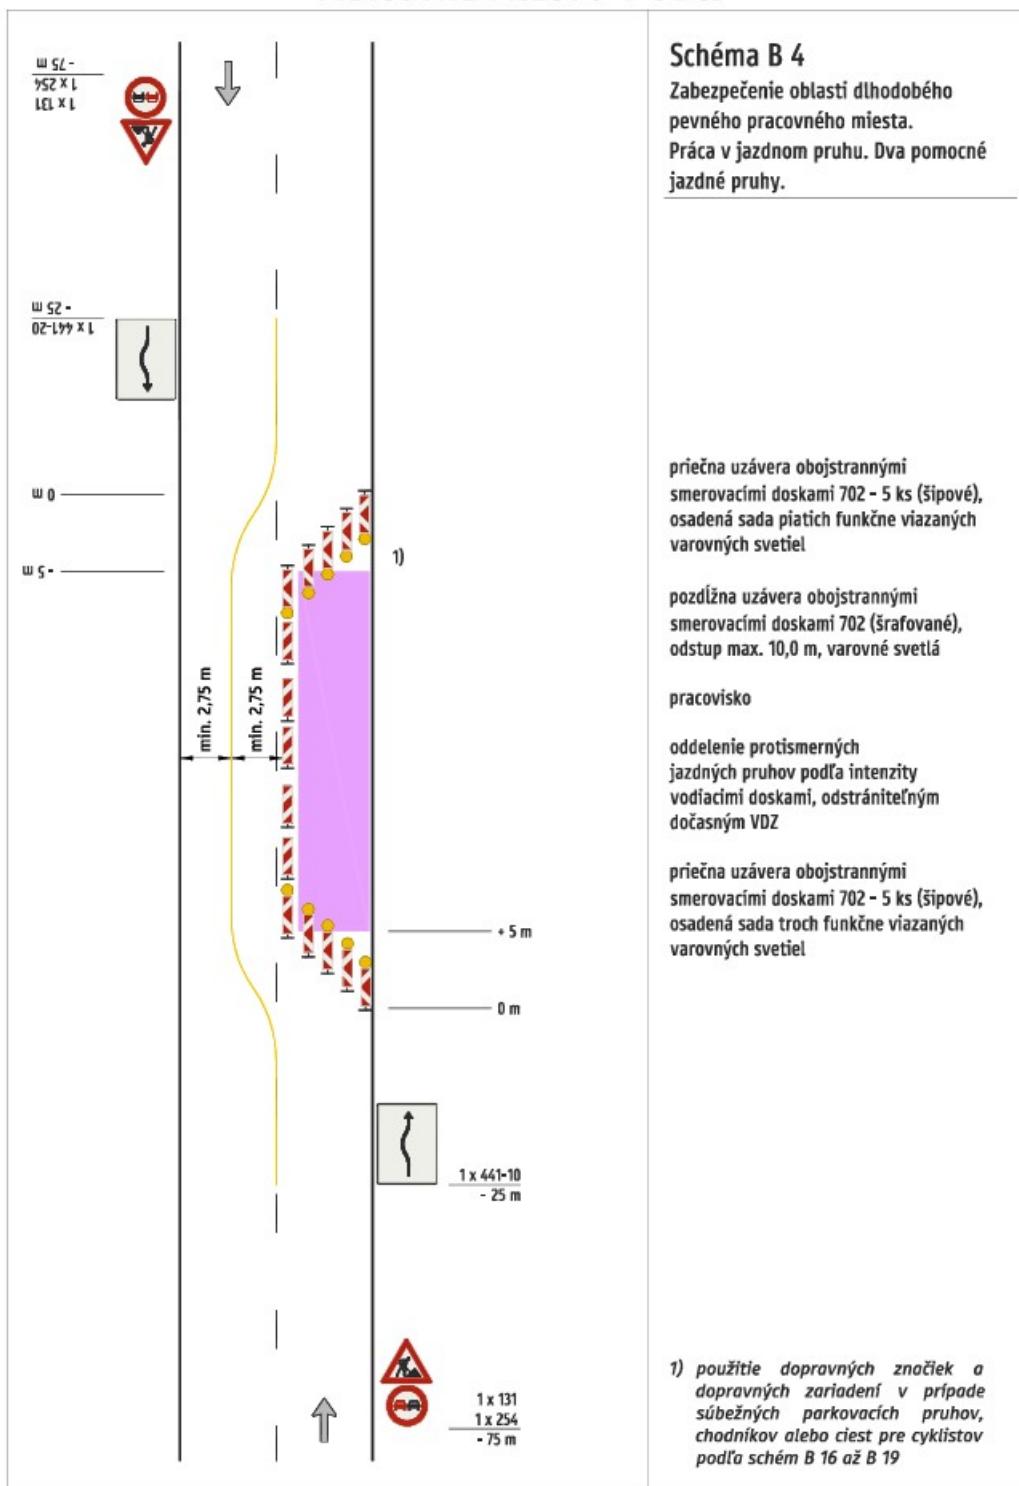 Schéma B 4
Zabezpečenie oblasti dlhodobého
pevného pracovného miesta.
Práca v jazdnom pruhu. Dva pomocné
jazdné pruhy.
- 75 m
1 x 254
1 x 131
- 25 m
1 x 441-20
0 m
- 5 m
1)
min. 2,75 m
min. 2,75 m
+ 5 m
0 m
1 x 441-10
- 25 m
1 x 131
1 x 254
- 75 m
priečna uzávera obojstrannými
smerovacími doskami 702 - 5 ks (šípové),
osadená sada piatich funkčne viazaných
varovných svetiel
pozdĺžna uzávera obojstrannými
smerovacími doskami 702 (šrafované),
odstup max. 10,0 m, varovné svetlá
pracovisko
oddelenie protismerných
jazdných pruhov podľa intenzity
vodiacimi doskami, odstrániteľným
dočasným VDZ
priečna uzávera obojstrannými
smerovacími doskami 702 - 5 ks (šípové),
osadená sada troch funkčne viazaných
varovných svetiel
1) použitie dopravných značiek a
dopravných zariadení v prípade
súbežných parkovacích pruhov,
chodníkov alebo ciest pre cyklistov
podľa schém B 16 až B 19